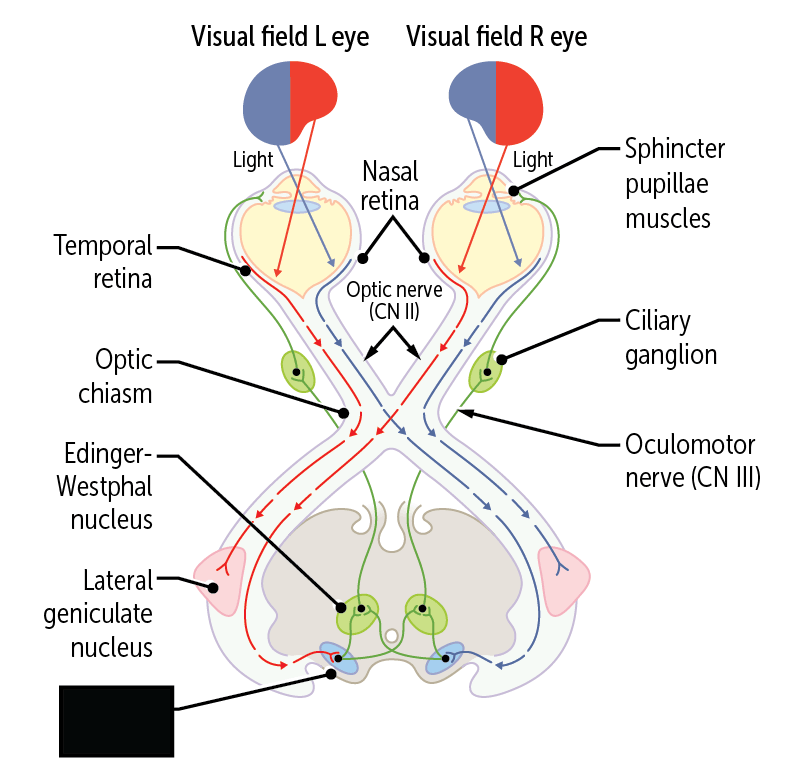 Visual field L eye
Visual field R eye
Light
Light
Nasal
retina
Sphincter
pupillae
muscles
Temporal
retina
Optic nerve
(CN II)
Ciliary
ganglion
Optic
chiasm
Edinger-
Westphal
nucleus
Oculomotor
nerve (CN III)
Lateral
geniculate
nucleus